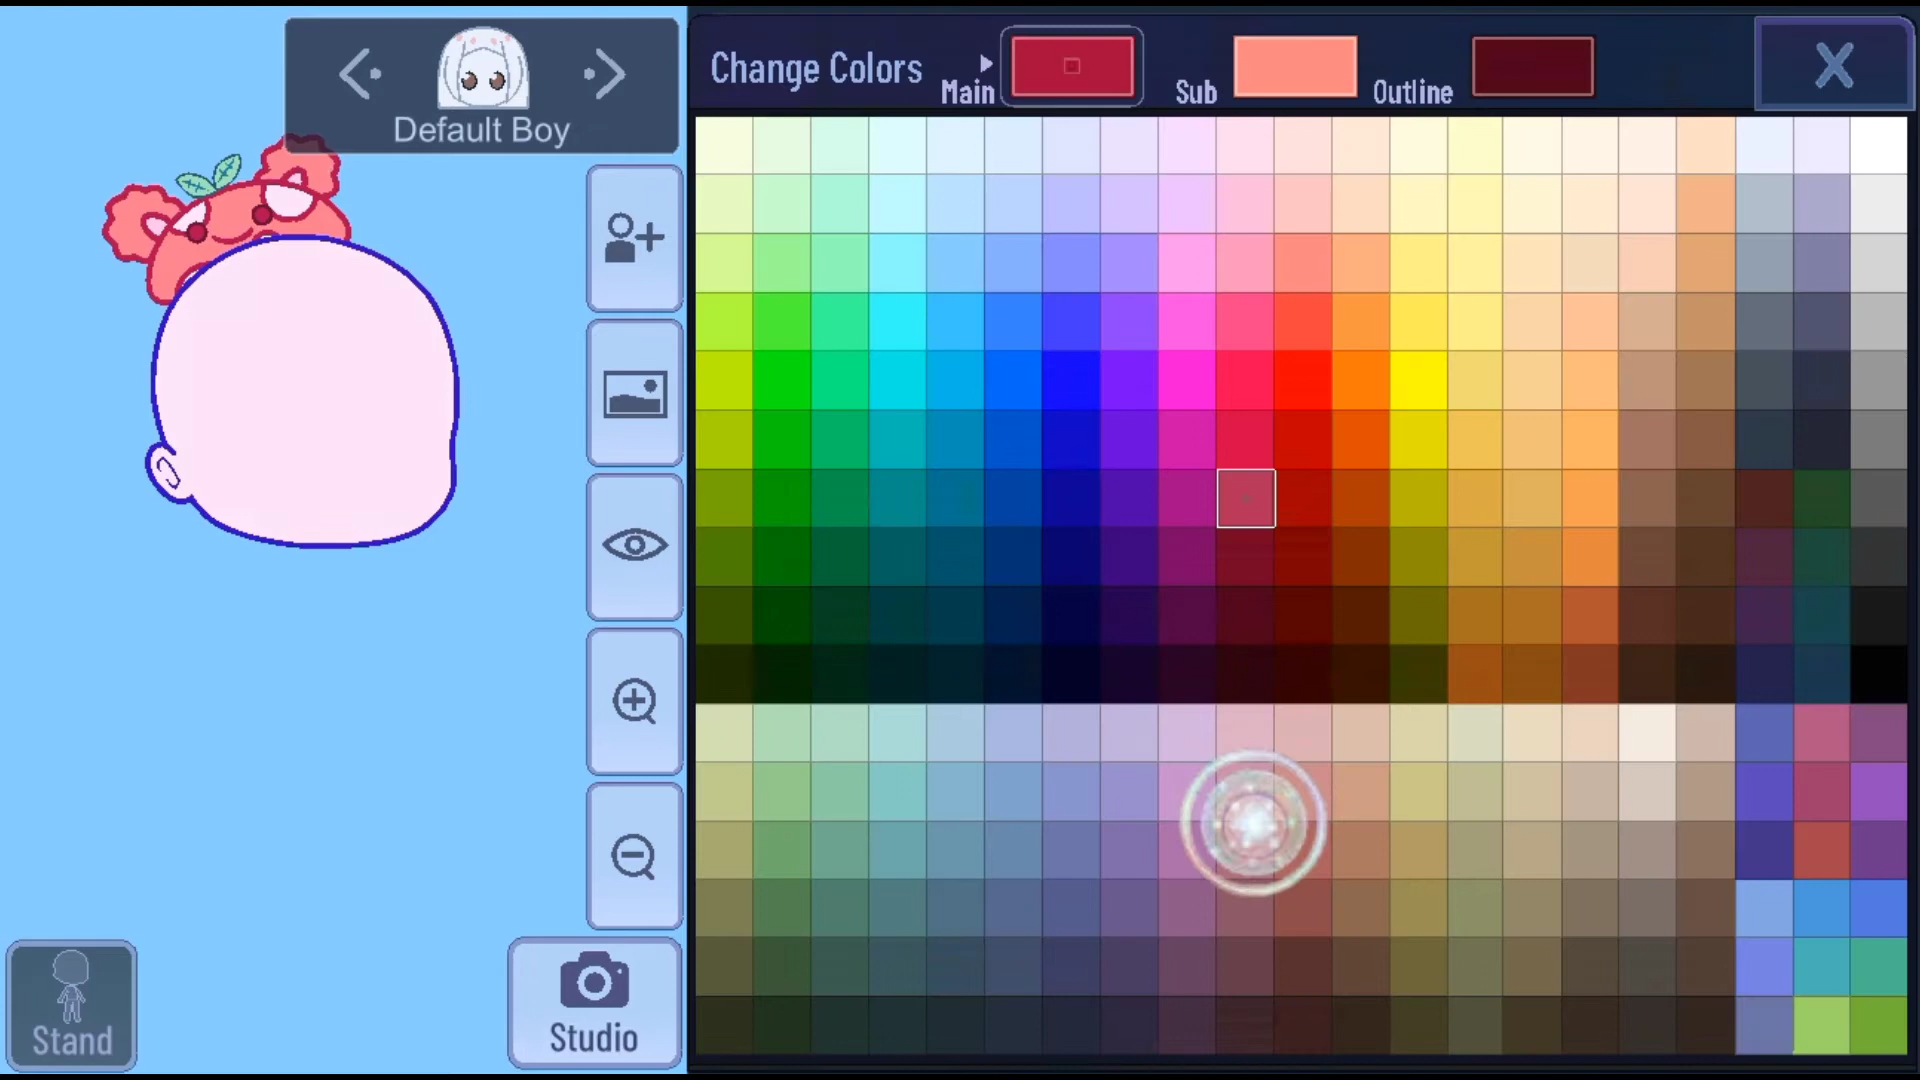 Default Boy
Change Colors
Main
Sub
Outline
X
Stand
Studio